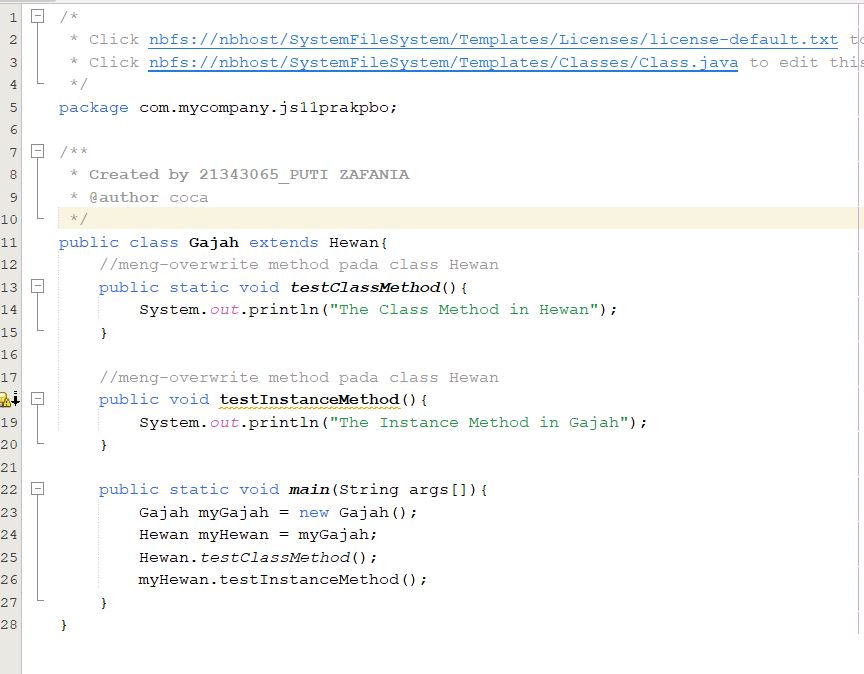 1 /*
2  * Click nbfs://nbhost/SystemFileSystem/Templates/Licenses/license-default.txt to
3  * Click nbfs://nbhost/SystemFileSystem/Templates/Classes/Class.java to edit this
4  */
5 package com.mycompany.js11prakpbo;
6
7 /**
8  * Created by 21343065_PUTI ZAFANIA
9  * @author coca
10  */
11 public class Gajah extends Hewan{
12     //meng-overwrite method pada class Hewan
13     public static void testClassMethod(){
14         System.out.println("The Class Method in Hewan");
15     }
16
17     //meng-overwrite method pada class Hewan
    public void testInstanceMethod(){
19         System.out.println("The Instance Method in Gajah");
20     }
21
22     public static void main(String args[]){
23         Gajah myGajah = new Gajah();
24         Hewan myHewan = myGajah;
25         Hewan.testClassMethod();
26         myHewan.testInstanceMethod();
27     }
28 }